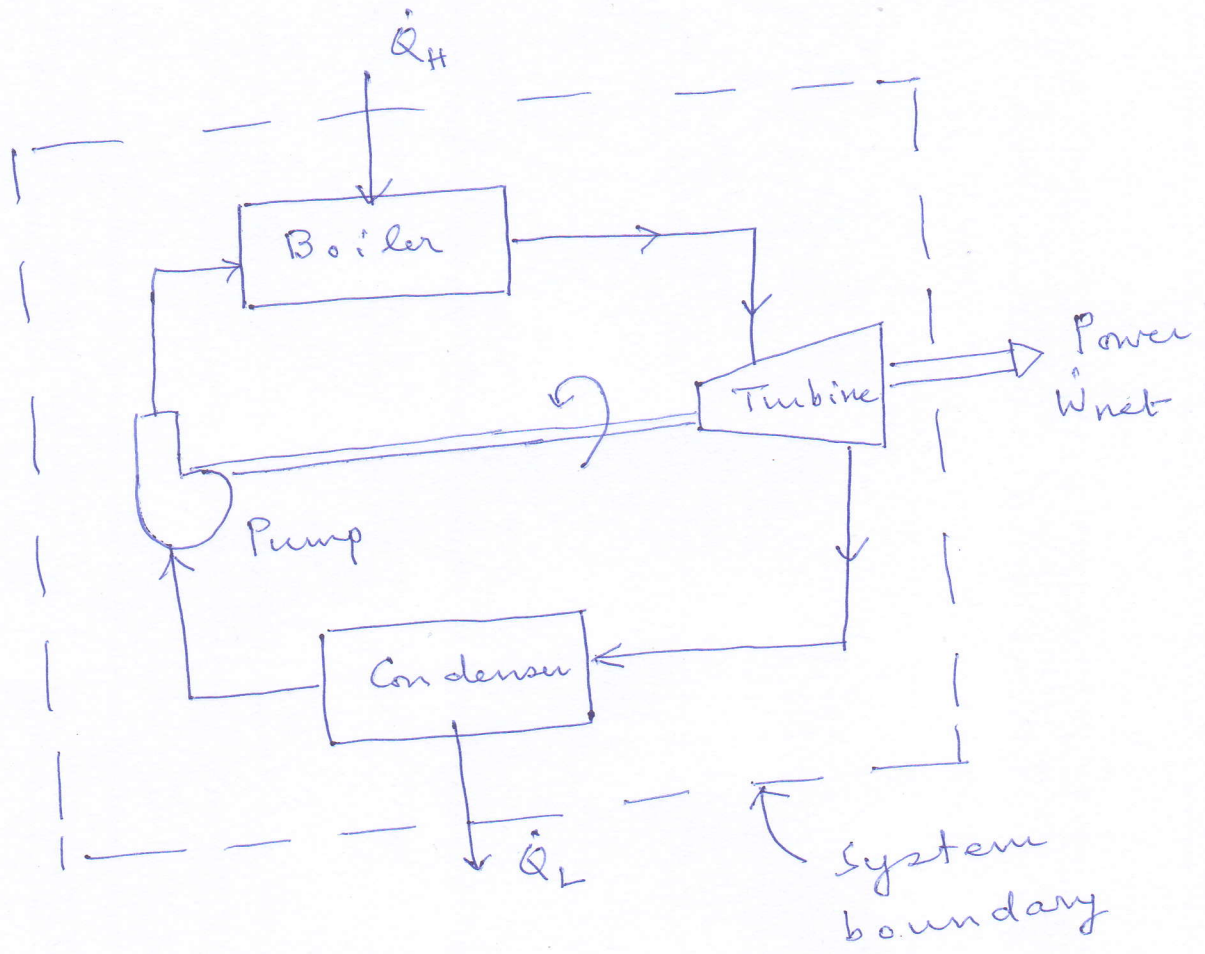 Q̇H
Boiler
Turbine
Power
Ẇnet
Pump
Condenser
Q̇L
System
boundary